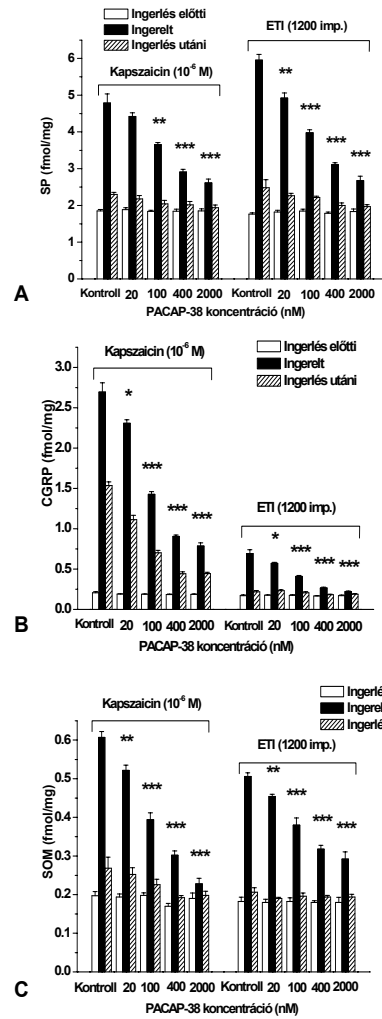 Ingerlés előtti
Ingerelt
Ingerlés utáni
Kapszaicin (10⁻⁶ M)
ETI (1200 imp.)
6
4
2
0
SP (fmol/mg)
**
***
***
**
***
***
***
Kontroll 20 100 400 2000 Kontroll 20 100 400 2000
PACAP-38 koncentráció (nM)
A
Ingerlés előtti
Ingerelt
Ingerlés utáni
Kapszaicin (10⁻⁶ M)
ETI (1200 imp.)
3.0
2.5
2.0
1.5
1.0
0.5
0.0
CGRP (fmol/mg)
*
***
***
***
*
***
***
***
Kontroll 20 100 400 2000 Kontroll 20 100 400 2000
PACAP-38 koncentráció (nM)
B
Ingerlés
Ingerelt
Ingerlés
Kapszaicin (10⁻⁶ M)
ETI (1200 imp.)
0.6
0.5
0.4
0.3
0.2
0.1
0.0
SOM (fmol/mg)
**
***
***
***
**
***
***
***
Kontroll 20 100 400 2000 Kontroll 20 100 400 2000
PACAP-38 koncentráció (nM)
C